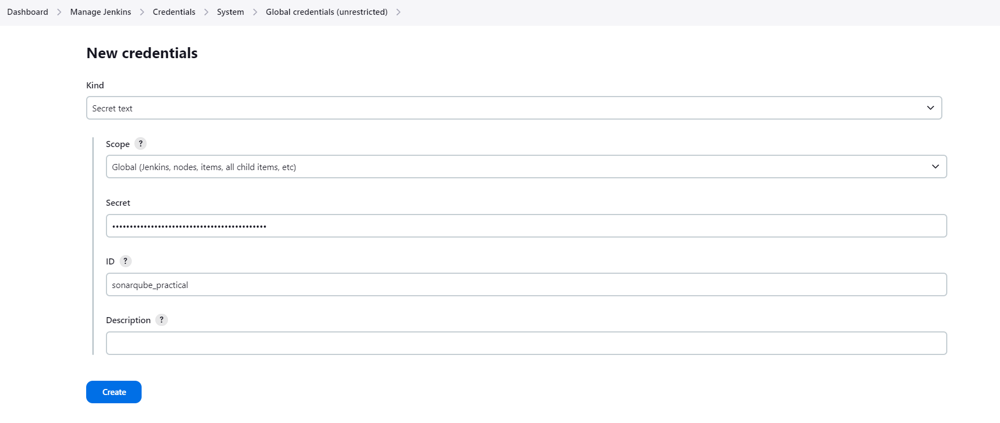 Dashboard > Manage Jenkins > Credentials > System > Global credentials (unrestricted) >
New credentials
Kind
Secret text
Scope ?
Global (Jenkins, nodes, items, all child items, etc)
Secret
••••••••••••••••••••••••••••••••••••••••••••
ID ?
sonarqube_practical
Description ?
Create